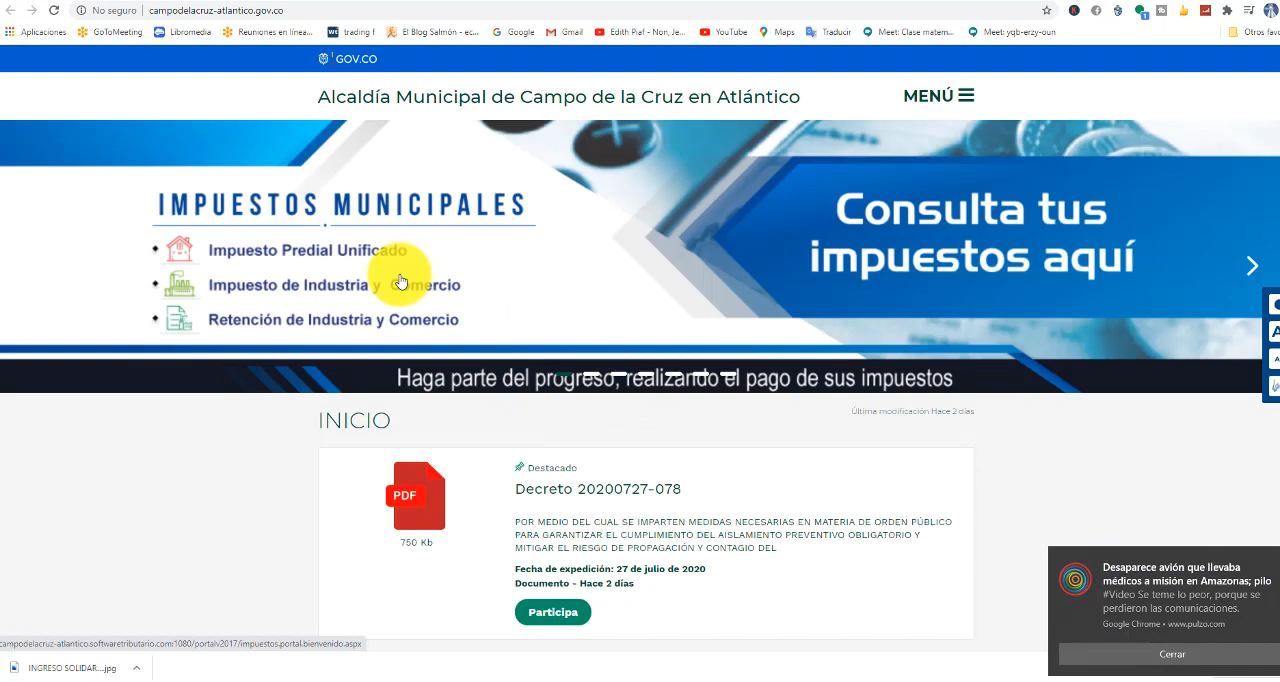 No seguro
campodelacruz-atlantico.gov.co
Aplicaciones
GoToMeeting
Libromedia
Reuniones en línea...
trading f
El Blog Salmón - ec...
Google
Gmail
Edith Piaf - Non, Je...
YouTube
Maps
Traducir
Meet: Clase matem...
Meet: yqb-erzy-oun
Otros favo
GOV.CO
Alcaldía Municipal de Campo de la Cruz en Atlántico
MENÚ
IMPUESTOS MUNICIPALES
Impuesto Predial Unificado
Impuesto de Industria y Comercio
Retención de Industria y Comercio
Consulta tus
impuestos aquí
Haga parte del progreso, realizando el pago de sus impuestos
INICIO
Última modificación Hace 2 días
PDF
750 Kb
Destacado
Decreto 20200727-078
POR MEDIO DEL CUAL SE IMPARTEN MEDIDAS NECESARIAS EN MATERIA DE ORDEN PÚBLICO
PARA GARANTIZAR EL CUMPLIMIENTO DEL AISLAMIENTO PREVENTIVO OBLIGATORIO Y
MITIGAR EL RIESGO DE PROPAGACIÓN Y CONTAGIO DEL
Fecha de expedición: 27 de julio de 2020
Documento - Hace 2 días
Participa
Desaparece avión que llevaba
médicos a misión en Amazonas; pilo
#Video Se teme lo peor, porque se
perdieron las comunicaciones.
Google Chrome • www.pulzo.com
Cerrar
campodelacruz-atlantico.softwaretributario.com:1080/portalv2017/impuestos.portal.bienvenido.aspx
INGRESO SOLIDAR....jpg